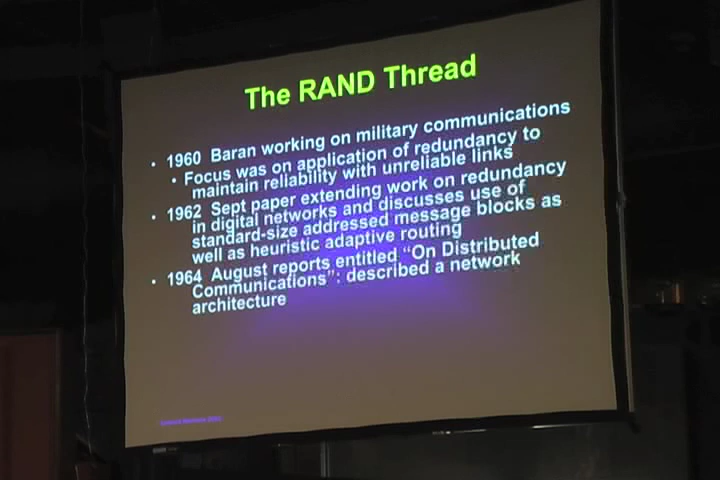 The RAND Thread
• 1960 Baran working on military communications
• Focus was on application of redundancy to
maintain reliability with unreliable links
• 1962 Sept paper extending work on redundancy
in digital networks and discusses use of
standard-size addressed message blocks as
well as heuristic adaptive routing
• 1964 August reports entitled “On Distributed
Communications”: described a network
architecture